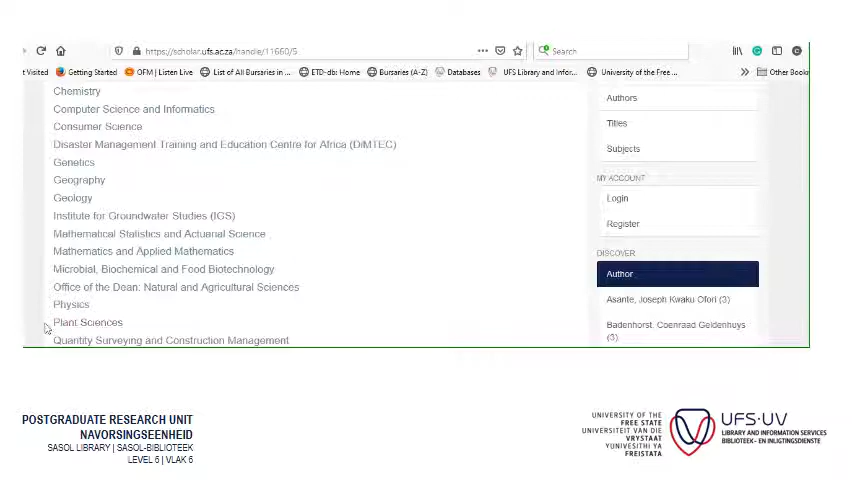 https://scholar.ufs.ac.za/handle/11660/5
Search
t Visited Getting Started OFM | Listen Live List of All Bursaries in ... ETD-db: Home Bursaries (A-Z) Databases UFS Library and Infor... University of the Free ... Other Book
Chemistry
Computer Science and Informatics
Consumer Science
Disaster Management Training and Education Centre for Africa (DiMTEC)
Genetics
Geography
Geology
Institute for Groundwater Studies (IGS)
Mathematical Statistics and Actuarial Science
Mathematics and Applied Mathematics
Microbial, Biochemical and Food Biotechnology
Office of the Dean: Natural and Agricultural Sciences
Physics
Plant Sciences
Quantity Surveying and Construction Management
Authors
Titles
Subjects
MY ACCOUNT
Login
Register
DISCOVER
Author
Asante, Joseph Kwaku Ofori (3)
Badenhorst, Coenraad Geldenhuys
(3)
POSTGRADUATE RESEARCH UNIT
NAVORSINGSEENHEID
SASOL LIBRARY | SASOL-BIBLIOTEEK
LEVEL 6 | VLAK 6
UNIVERSITY OF THE
FREE STATE
UNIVERSITEIT VAN DIE
VRYSTAAT
YUNIVESITHI YA
FREISTATA
UFS·UV
LIBRARY AND INFORMATION SERVICES
BIBLIOTEEK- EN INLIGTINGSDIENSTE